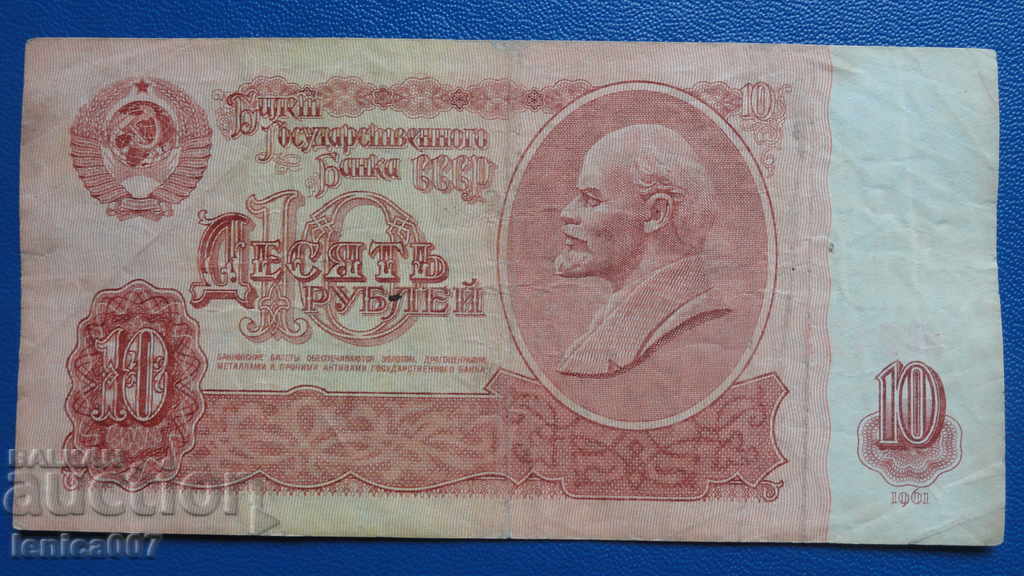 Билет
Государственного
Банка СССР
10
10
Десять
рублей
БАНКОВСКИЕ БИЛЕТЫ ОБЕСПЕЧИВАЮТСЯ ЗОЛОТОМ, ДРАГОЦЕННЫМИ
МЕТАЛЛАМИ И ПРОЧИМИ АКТИВАМИ ГОСУДАРСТВЕННОГО БАНКА
10
10
1961
BALKAN
auction
lenica007